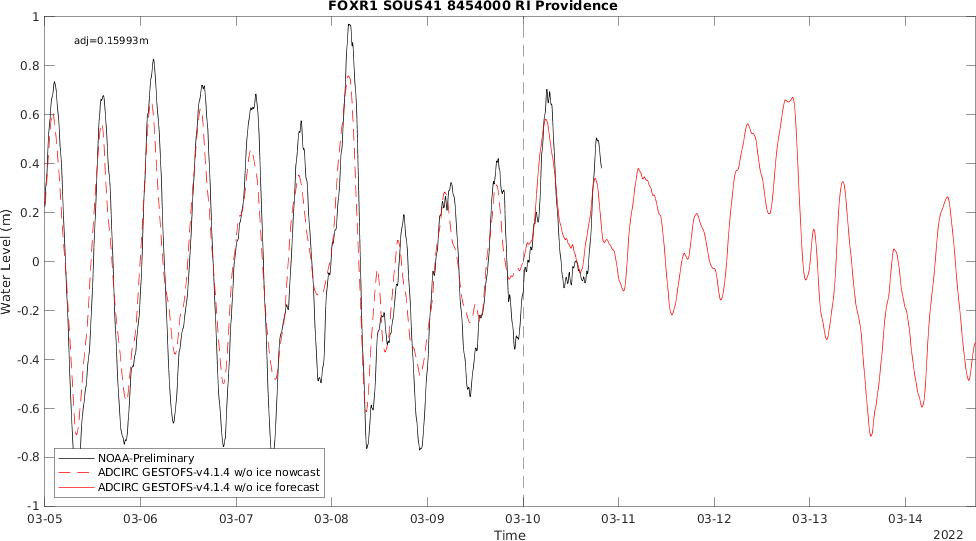 FOXR1 SOUS41 8454000 RI Providence
adj=0.15993m
1
0.8
0.6
0.4
0.2
0
-0.2
-0.4
-0.6
-0.8
-1
Water Level (m)
NOAA-Preliminary
ADCIRC GESTOFS-v4.1.4 w/o ice nowcast
ADCIRC GESTOFS-v4.1.4 w/o ice forecast
03-05 03-06 03-07 03-08 03-09 03-10 03-11 03-12 03-13 03-14
Time
2022